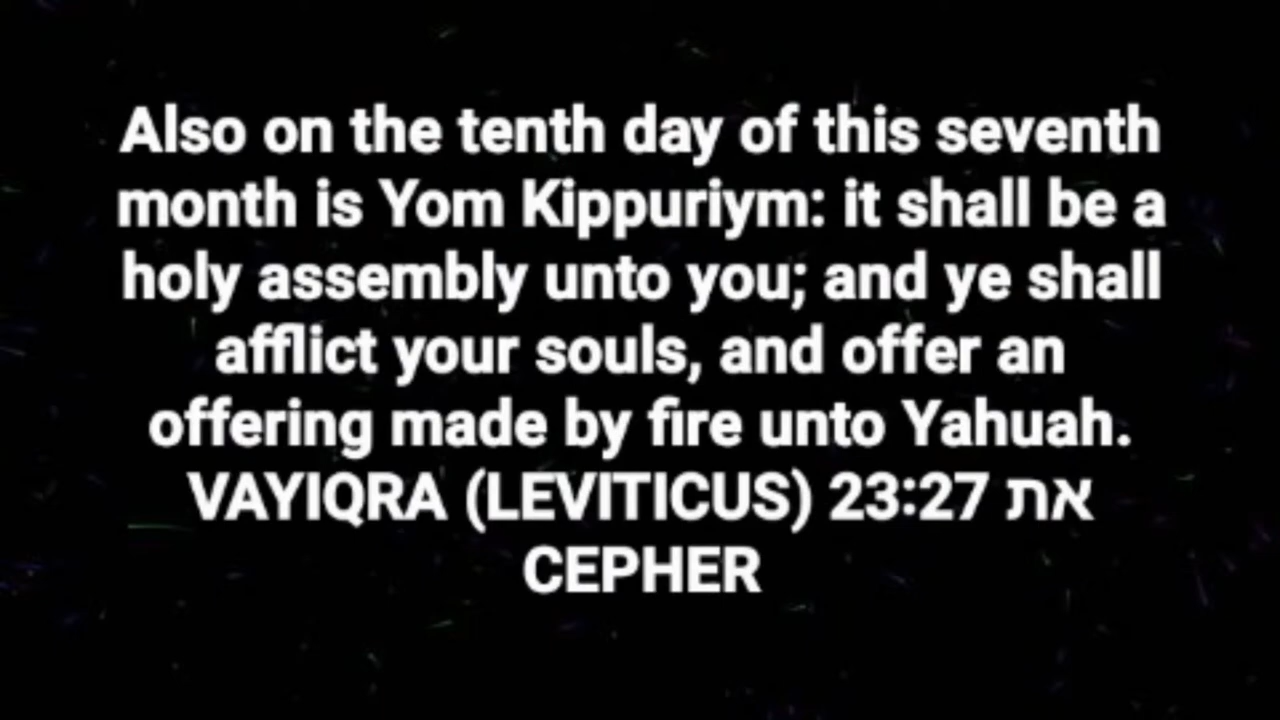 Also on the tenth day of this seventh
month is Yom Kippuriym: it shall be a
holy assembly unto you; and ye shall
afflict your souls, and offer an
offering made by fire unto Yahuah.
VAYIQRA (LEVITICUS) 23:27 את
CEPHER